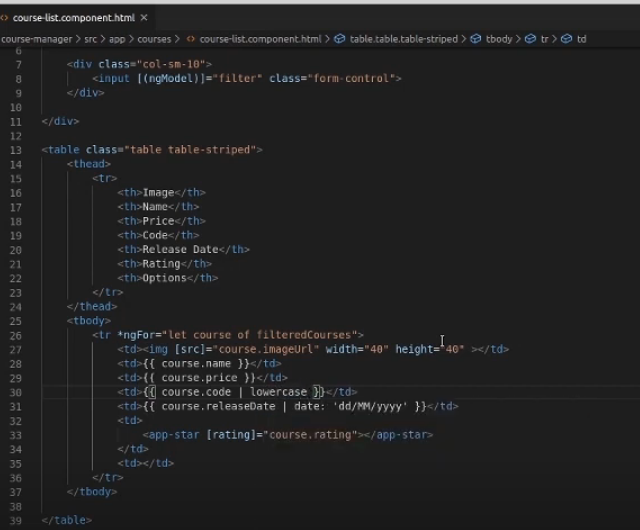 course-list.component.html ×
course-manager > src > app > courses > course-list.component.html > table.table.table-striped > tbody > tr > td
6
7 <div class="col-sm-10">
8 <input [(ngModel)]="filter" class="form-control">
9 </div>
10
11 </div>
12
13 <table class="table table-striped">
14 <thead>
15 <tr>
16 <th>Image</th>
17 <th>Name</th>
18 <th>Price</th>
19 <th>Code</th>
20 <th>Release Date</th>
21 <th>Rating</th>
22 <th>Options</th>
23 </tr>
24 </thead>
25 <tbody>
26 <tr *ngFor="let course of filteredCourses">
27 <td><img [src]="course.imageUrl" width="40" height="40" ></td>
28 <td>{{ course.name }}</td>
29 <td>{{ course.price }}</td>
30 <td>{{ course.code | lowercase }}</td>
31 <td>{{ course.releaseDate | date: 'dd/MM/yyyy' }}</td>
32 <td>
33 <app-star [rating]="course.rating"></app-star>
34 </td>
35 <td></td>
36 </tr>
37 </tbody>
38
39 </table>